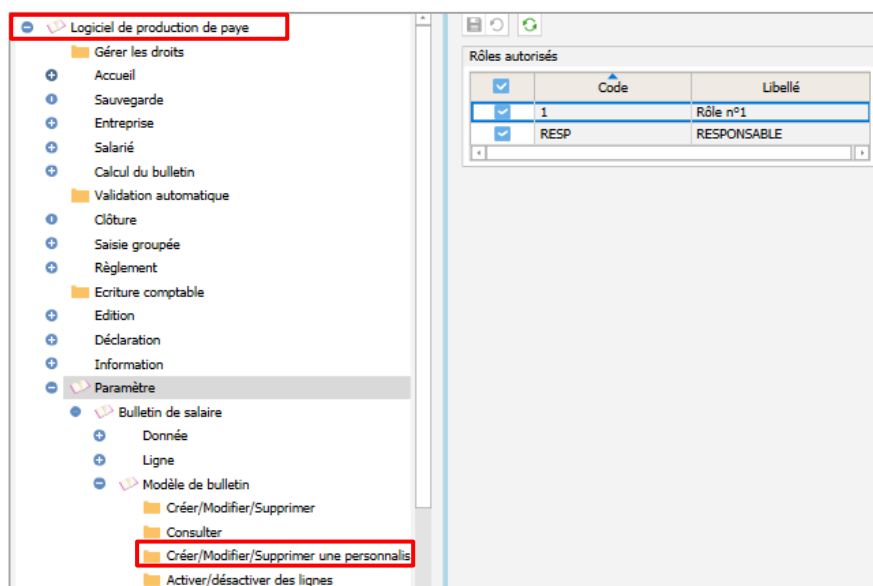 Logiciel de production de paye
Gérer les droits
Accueil
Sauvegarde
Entreprise
Salarié
Calcul du bulletin
Validation automatique
Clôture
Saisie groupée
Règlement
Ecriture comptable
Edition
Déclaration
Information
Paramètre
Bulletin de salaire
Donnée
Ligne
Modèle de bulletin
Créer/Modifier/Supprimer
Consulter
Créer/Modifier/Supprimer une personnalis
Activer/désactiver des lignes
Rôles autorisés
Code Libellé
1 Rôle n°1
RESP RESPONSABLE